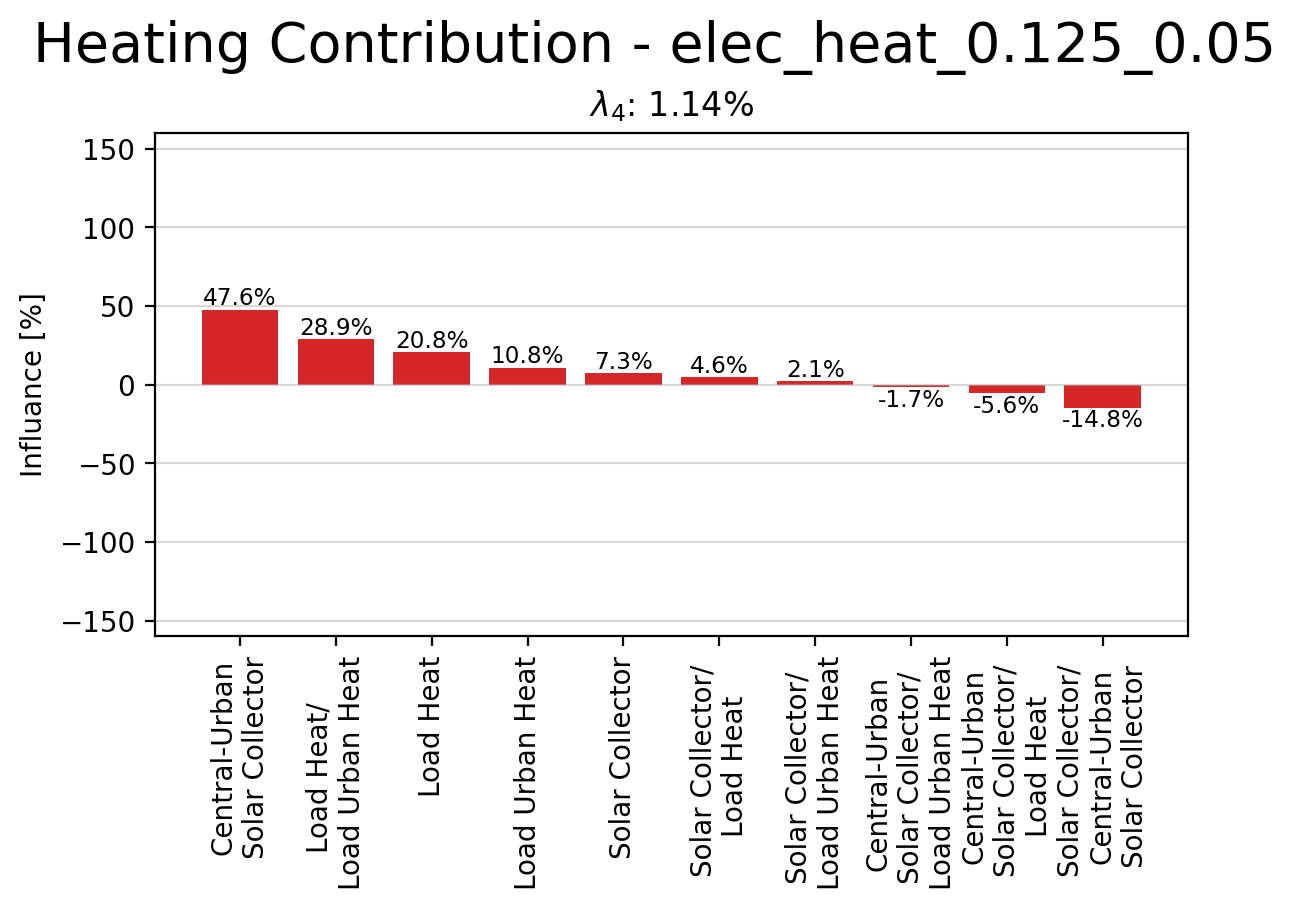 Heating Contribution - elec_heat_0.125_0.05
λ4: 1.14%
Influance [%]
150
100
50
0
−50
−100
−150
47.6%
28.9%
20.8%
10.8%
7.3%
4.6%
2.1%
-1.7%
-5.6%
-14.8%
Central-Urban
Solar Collector
Load Heat/
Load Urban Heat
Load Heat
Load Urban Heat
Solar Collector
Solar Collector/
Load Heat
Solar Collector/
Load Urban Heat
Central-Urban
Solar Collector/
Load Urban Heat
Central-Urban
Solar Collector/
Load Heat
Solar Collector/
Central-Urban
Solar Collector